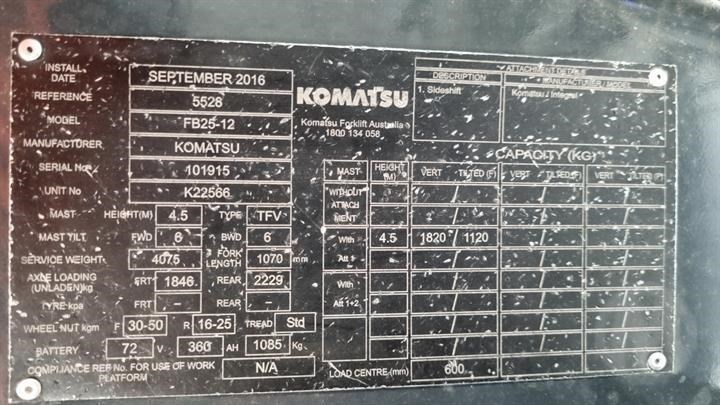 INSTALL DATE SEPTEMBER 2016
REFERENCE 5528
MODEL FB25-12
MANUFACTURER KOMATSU
SERIAL No 101915
UNIT No K22566
MAST HEIGHT(M) 4.5 TYPE TFV
MAST TILT FWD 6 BWD 6
SERVICE WEIGHT 4075 FORK LENGTH 1070 mm
AXLE LOADING (UNLADEN)kg FRT 1846 REAR 2229
TYRE kpa FRT - REAR -
WHEEL NUT kgm F 30-50 R 16-25 TREAD Std
BATTERY 72 V 360 AH 1085 Kg
COMPLIANCE REF No. FOR USE OF WORK PLATFORM N/A
KOMATSU
Komatsu Forklift Australia
1800 134 058
ATTACHMENT DETAILS
DESCRIPTION MANUFACTURER / MODEL
1. Sideshift Komatsu / Integral
CAPACITY (KG)
MAST HEIGHT (M) VERT TILTED (F) VERT TILTED (F) VERT TILTED (F)
WITHOUT ATTACHMENT / / /
With Att 1 4.5 1820 / 1120
With Att 1+2
LOAD CENTRE (mm) 600